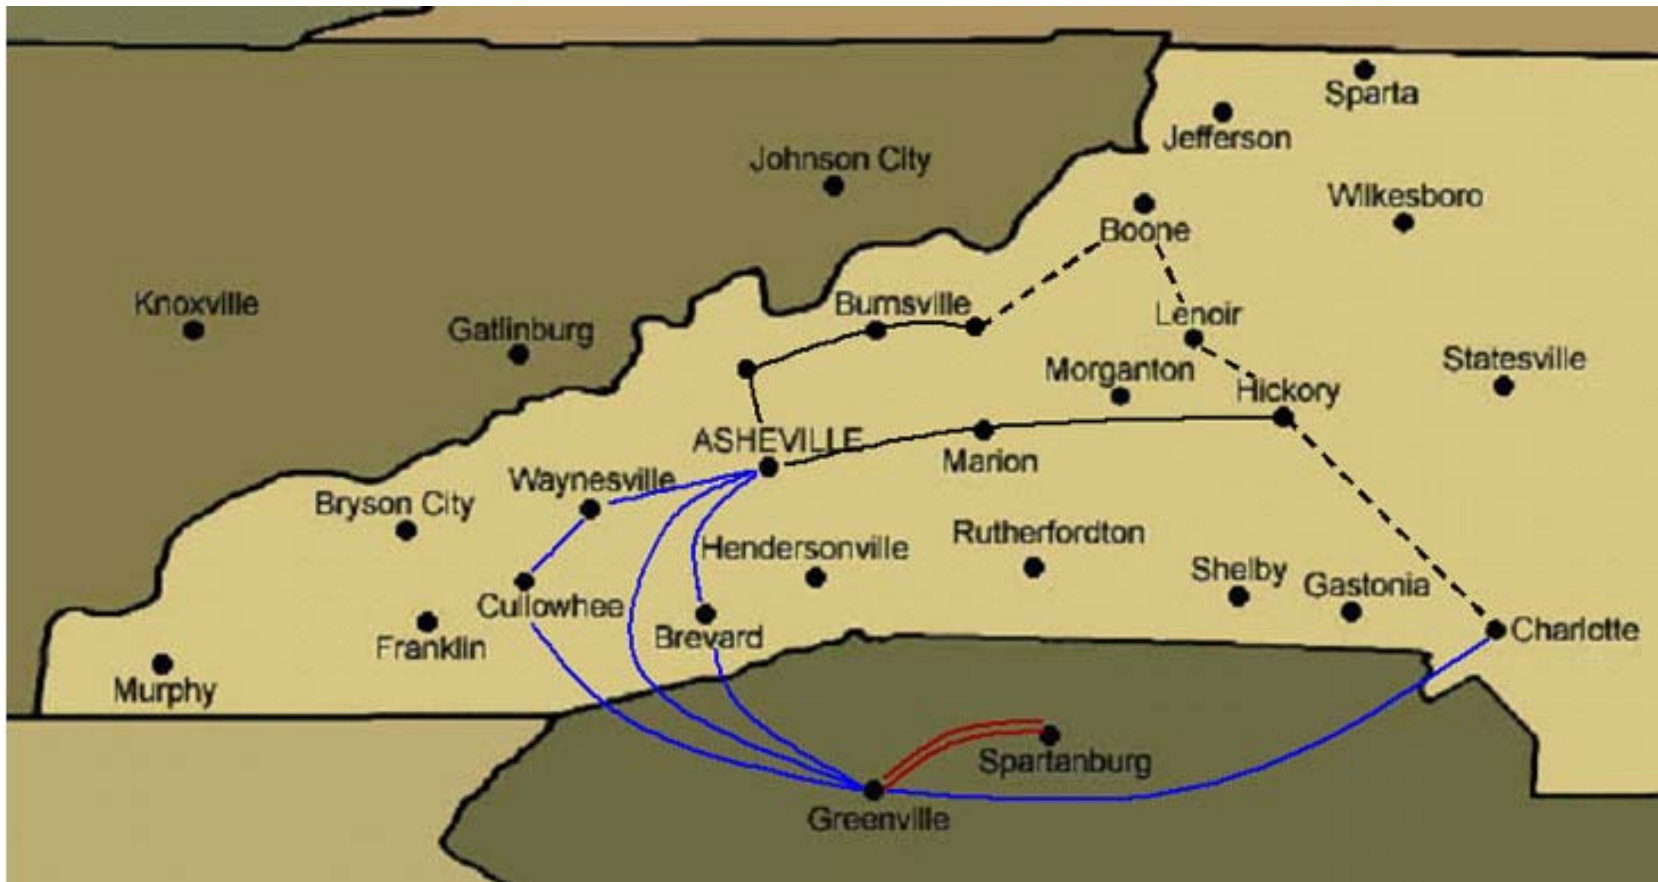 Sparta
Jefferson
Johnson City
Wilkesboro
Boone
Knoxville
Burnsville
Gatlinburg
Lenoir
Statesville
Morganton
Hickory
ASHEVILLE
Marion
Waynesville
Bryson City
Rutherfordton
Hendersonville
Shelby
Gastonia
Cullowhee
Charlotte
Brevard
Franklin
Murphy
Spartanburg
Greenville